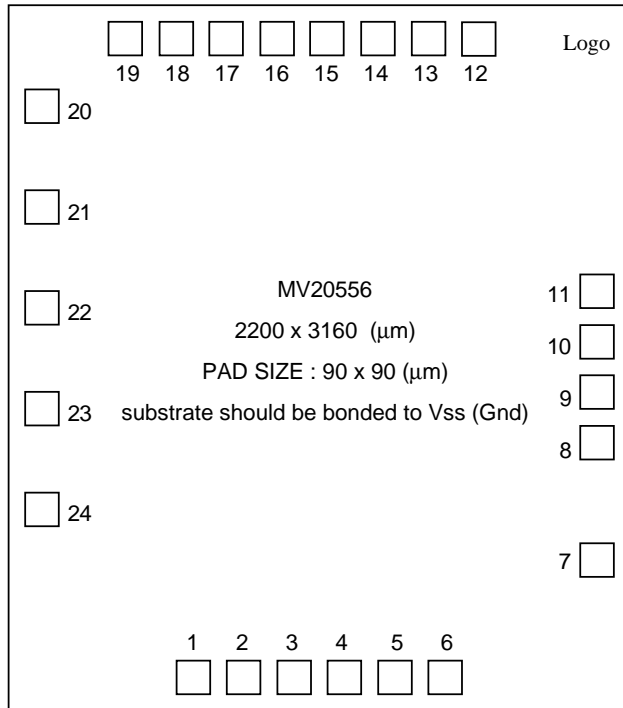 Logo
19 18 17 16 15 14 13 12
20
21
22
23
24
MV20556
2200 x 3160 (μm)
PAD SIZE : 90 x 90 (μm)
substrate should be bonded to Vss (Gnd)
11
10
9
8
7
1 2 3 4 5 6